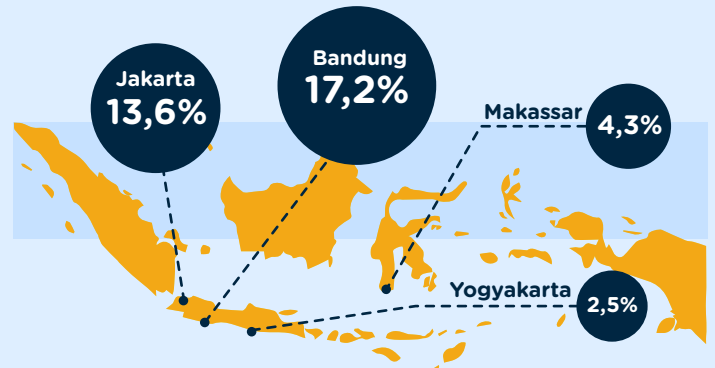 Jakarta
13,6%
Bandung
17,2%
Makassar
4,3%
Yogyakarta
2,5%